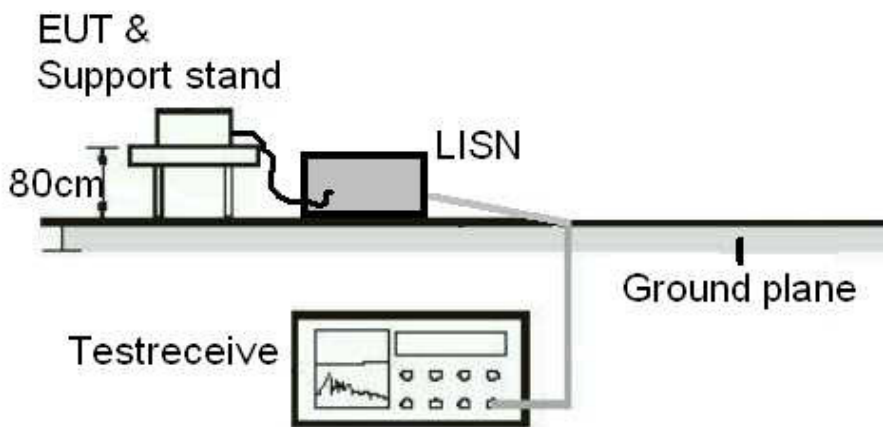 EUT &
Support stand
LISN
80cm
Ground plane
Testreceive